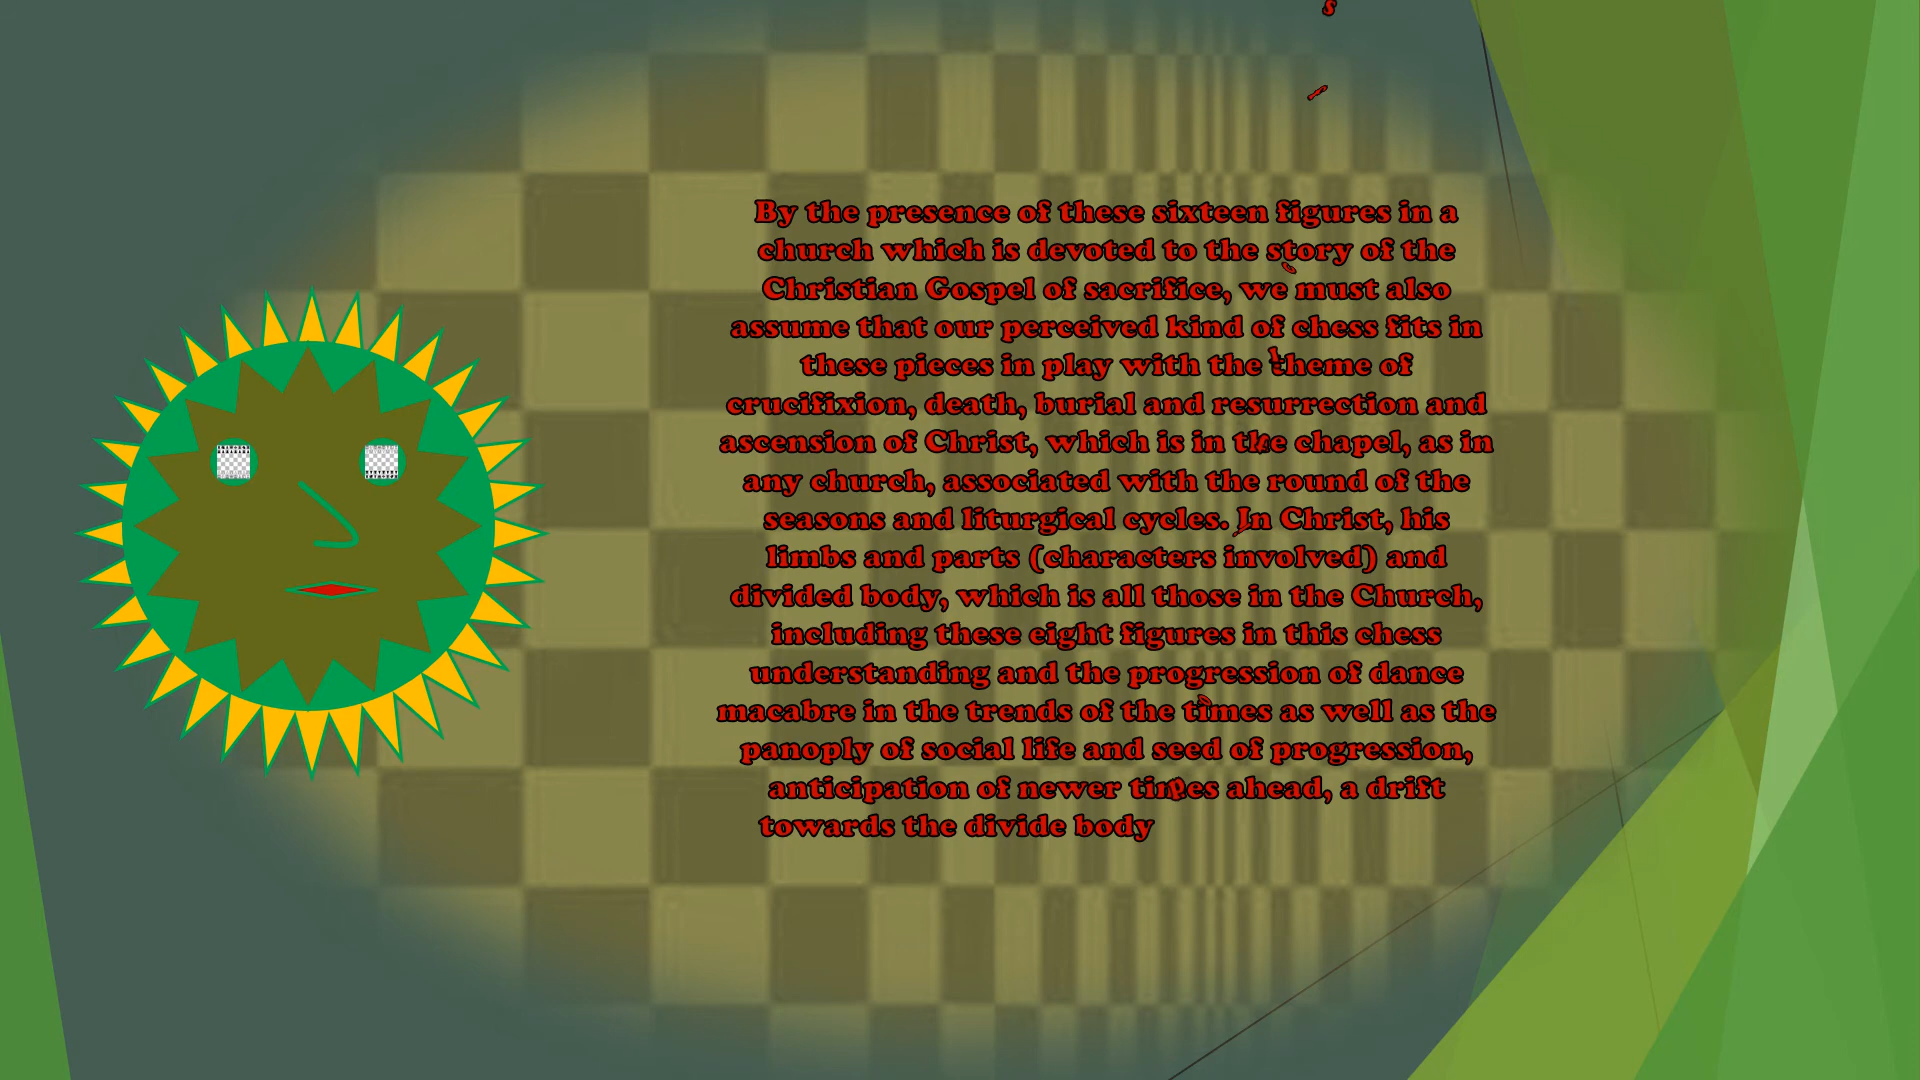 By the presence of these sixteen figures in a
church which is devoted to the story of the
Christian Gospel of sacrifice, we must also
assume that our perceived kind of chess fits in
these pieces in play with the theme of
crucifixion, death, burial and resurrection and
ascension of Christ, which is in the chapel, as in
any church, associated with the round of the
seasons and liturgical cycles. In Christ, his
limbs and parts (characters involved) and
divided body, which is all those in the Church,
including these eight figures in this chess
understanding and the progression of dance
macabre in the trends of the times as well as the
panoply of social life and seed of progression,
anticipation of newer times ahead, a drift
towards the divide body